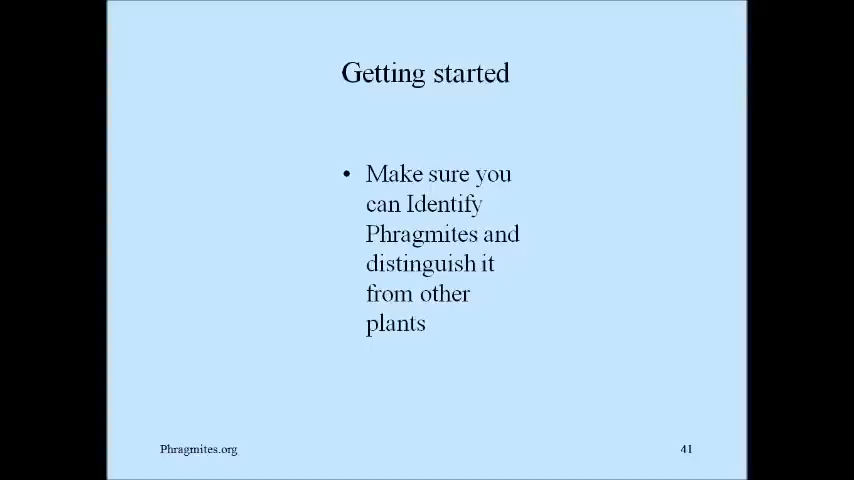 Getting started
• Make sure you
can Identify
Phragmites and
distinguish it
from other
plants
Phragmites.org
41